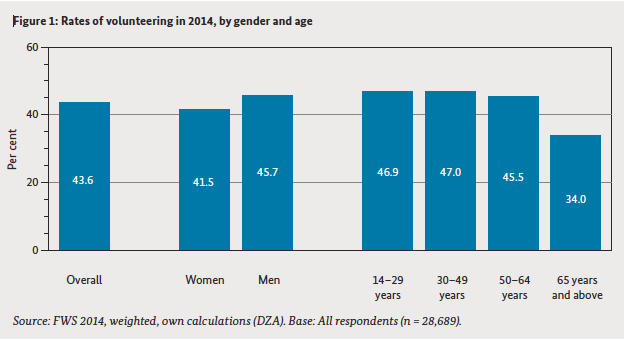 Figure 1: Rates of volunteering in 2014, by gender and age
60
40
20
0
Per cent
43.6
41.5
45.7
46.9
47.0
45.5
34.0
Overall
Women
Men
14–29
years
30–49
years
50–64
years
65 years
and above
Source: FWS 2014, weighted, own calculations (DZA). Base: All respondents (n = 28,689).